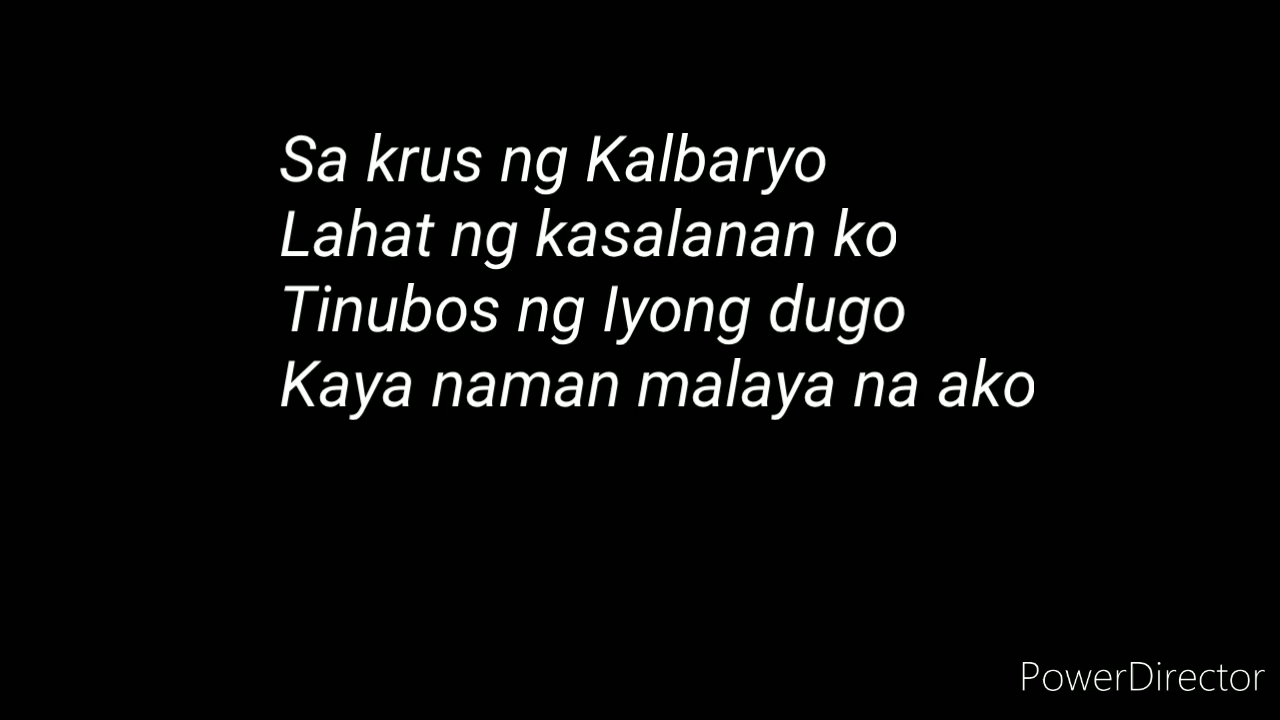 Sa krus ng Kalbaryo
Lahat ng kasalanan ko
Tinubos ng Iyong dugo
Kaya naman malaya na ako
PowerDirector